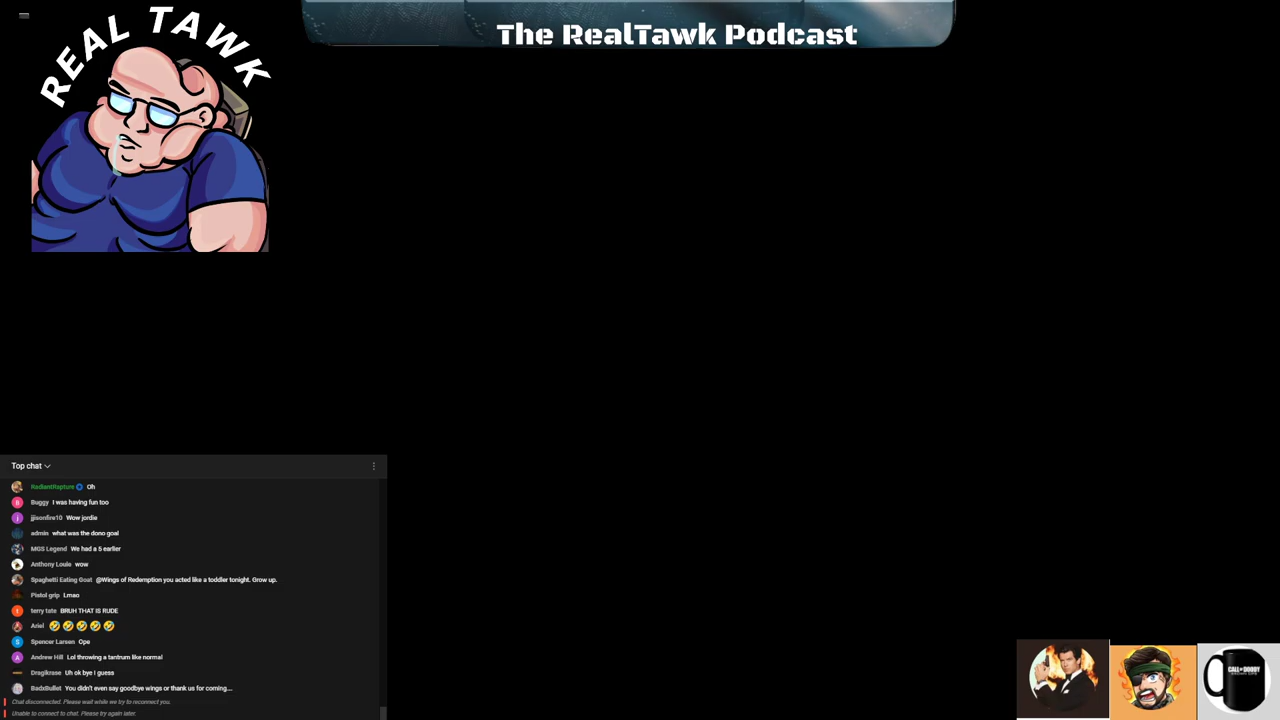 REAL TAWK
The RealTawk Podcast
Top chat
RadiantRapture Oh
B Buggy I was having fun too
j jjisonfire10 Wow jordie
admin what was the dono goal
MGS Legend We had a 5 earlier
Anthony Louie wow
Spaghetti Eating Goat @Wings of Redemption you acted like a toddler tonight. Grow up.
Pistol grip Lmao
terry tate BRUH THAT IS RUDE
Ariel 🤣🤣🤣🤣🤣
S Spencer Larsen Ope
A Andrew Hill Lol throwing a tantrum like normal
Dragikrase Uh ok bye I guess
BadxBullet You didn't even say goodbye wings or thank us for coming....
Chat disconnected. Please wait while we try to reconnect you.
Unable to connect to chat. Please try again later.
CALL OF DOODY